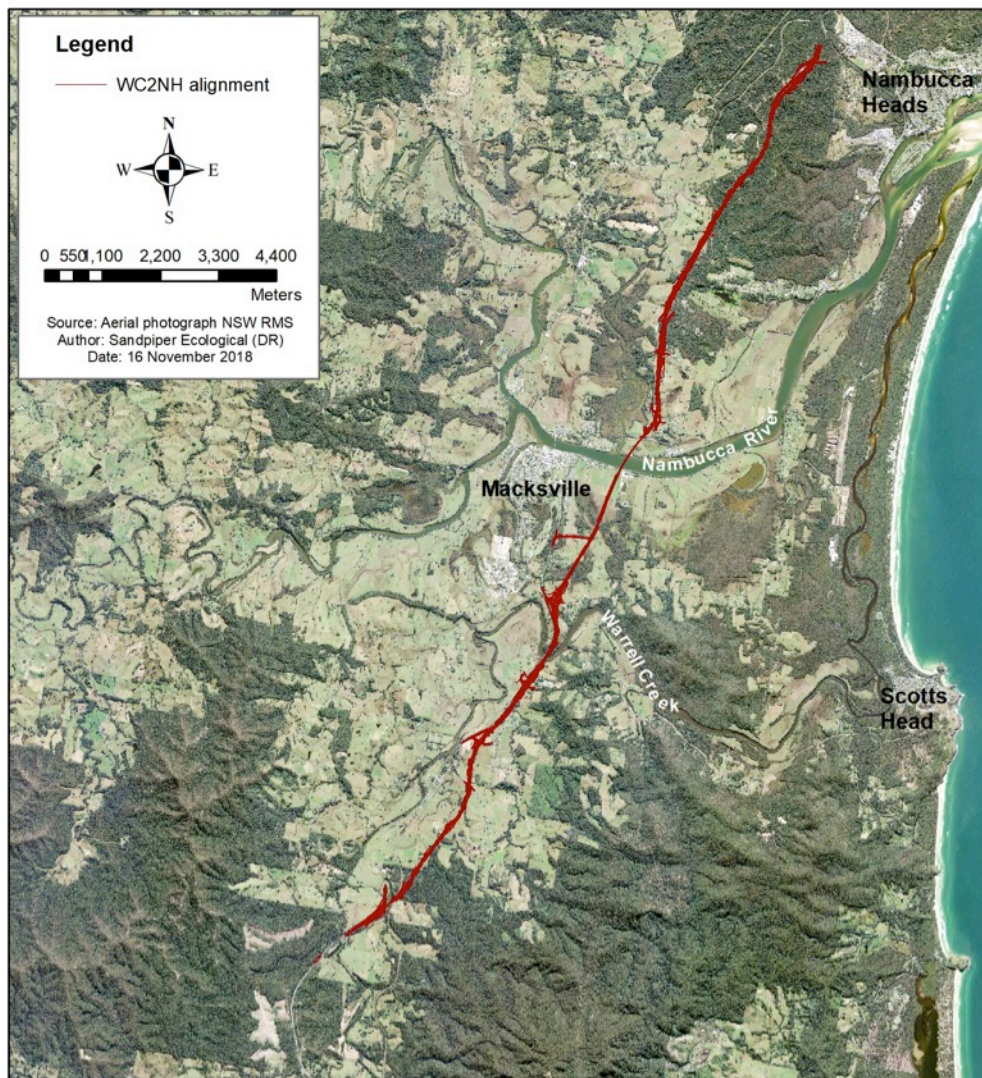 Legend
WC2NH alignment
N
W E
S
0 550 1,100 2,200 3,300 4,400
Meters
Source: Aerial photograph NSW RMS
Author: Sandpiper Ecological (DR)
Date: 16 November 2018
Nambucca
Heads
Nambucca River
Macksville
Warrell Creek
Scotts
Head